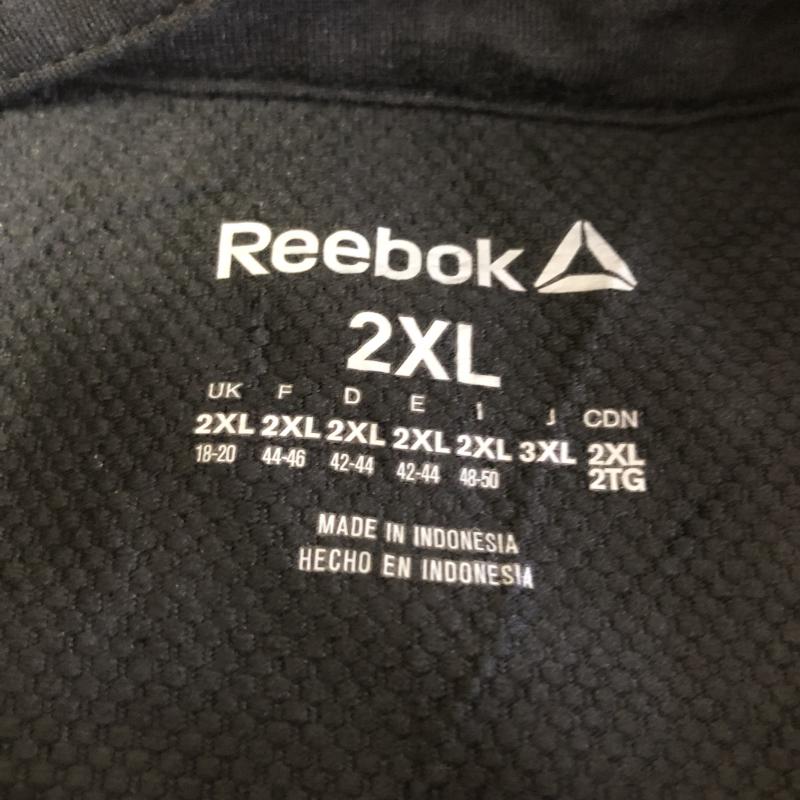 Reebok
2XL
UK F D E I J CDN
2XL 2XL 2XL 2XL 2XL 3XL 2XL
18-20 44-46 42-44 42-44 48-50 2TG
MADE IN INDONESIA
HECHO EN INDONESIA